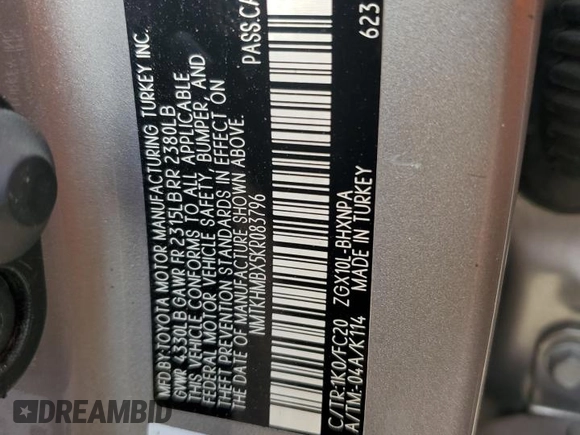 MFD.BY:TOYOTA MOTOR MANUFACTURING TURKEY INC.
GVWR 4330LB GAWR FR 2315LB RR 2380LB
THIS VEHICLE CONFORMS TO ALL APPLICABLE
FEDERAL MOTOR VEHICLE SAFETY, BUMPER, AND
THEFT PREVENTION STANDARDS IN EFFECT ON
THE DATE OF MANUFACTURE SHOWN ABOVE.
NMTKHMBX5KR083796 PASS.CA
623
C/TR:1K0/FC20 ZGX10L-BHXNPA
A/TM:-04A/K114 MADE IN TURKEY
DREAMBID